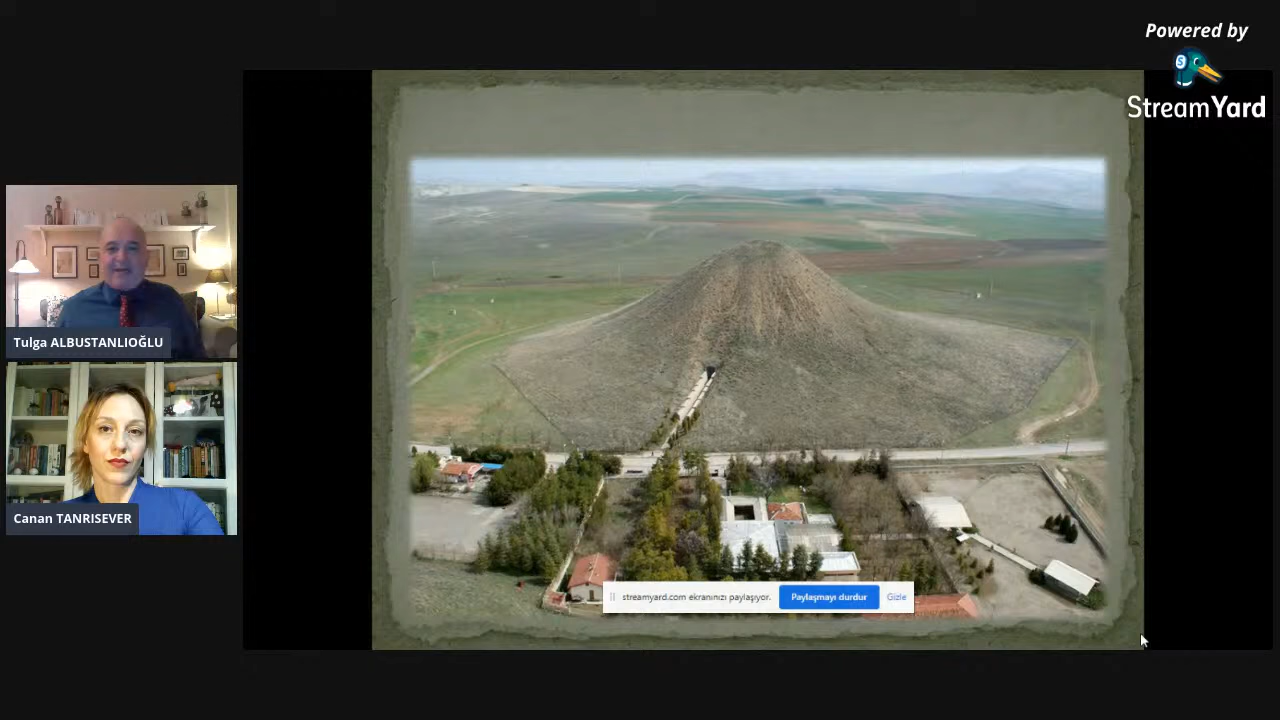 Powered by
StreamYard
Tulga ALBUSTANLIOĞLU
Canan TANRISEVER
streamyard.com ekranınızı paylaşıyor.
Paylaşmayı durdur
Gizle